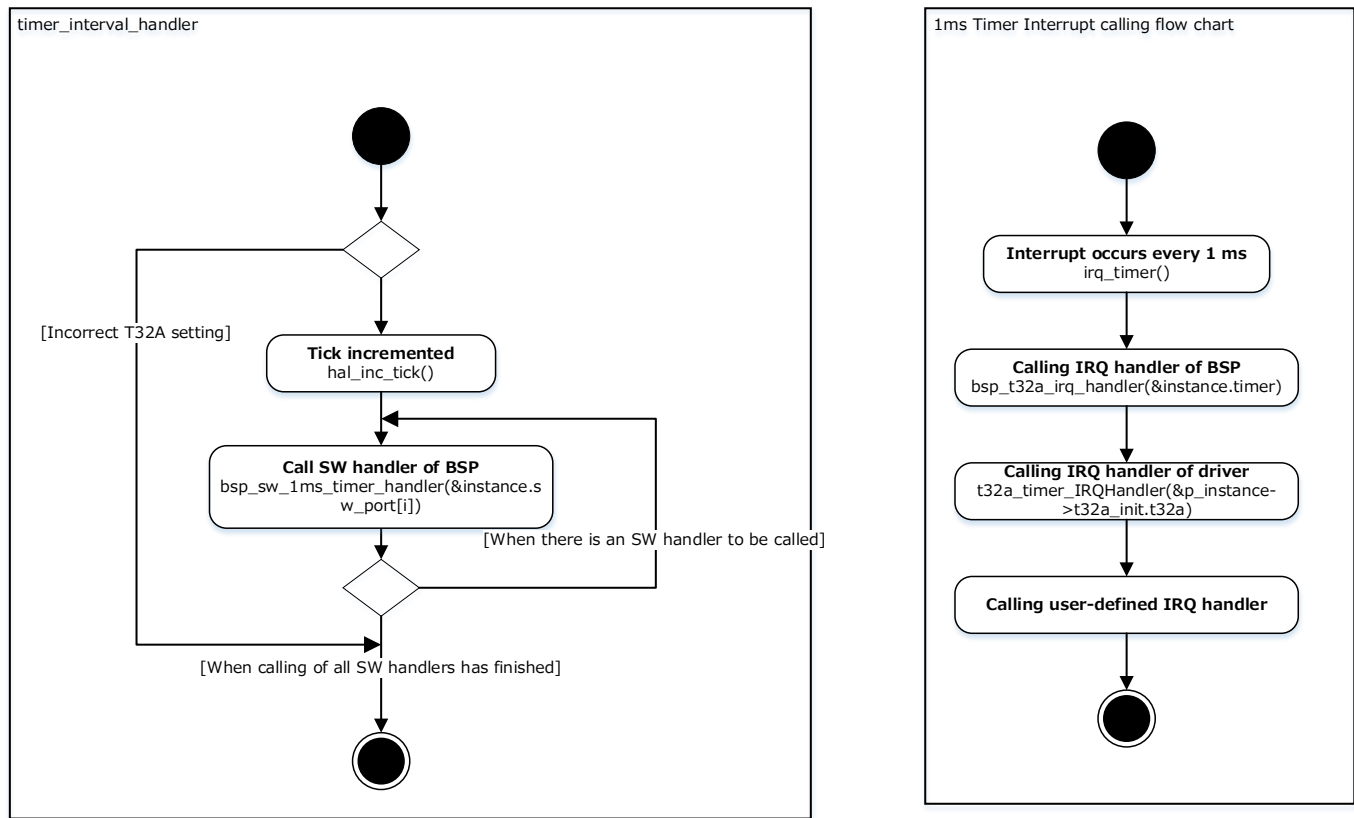 timer_interval_handler
[Incorrect T32A setting]
Tick incremented
hal_inc_tick()
Call SW handler of BSP
bsp_sw_1ms_timer_handler(&instance.s
w_port[i])
[When there is an SW handler to be called]
[When calling of all SW handlers has finished]
1ms Timer Interrupt calling flow chart
Interrupt occurs every 1 ms
irq_timer()
Calling IRQ handler of BSP
bsp_t32a_irq_handler(&instance.timer)
Calling IRQ handler of driver
t32a_timer_IRQHandler(&p_instance-
>t32a_init.t32a)
Calling user-defined IRQ handler